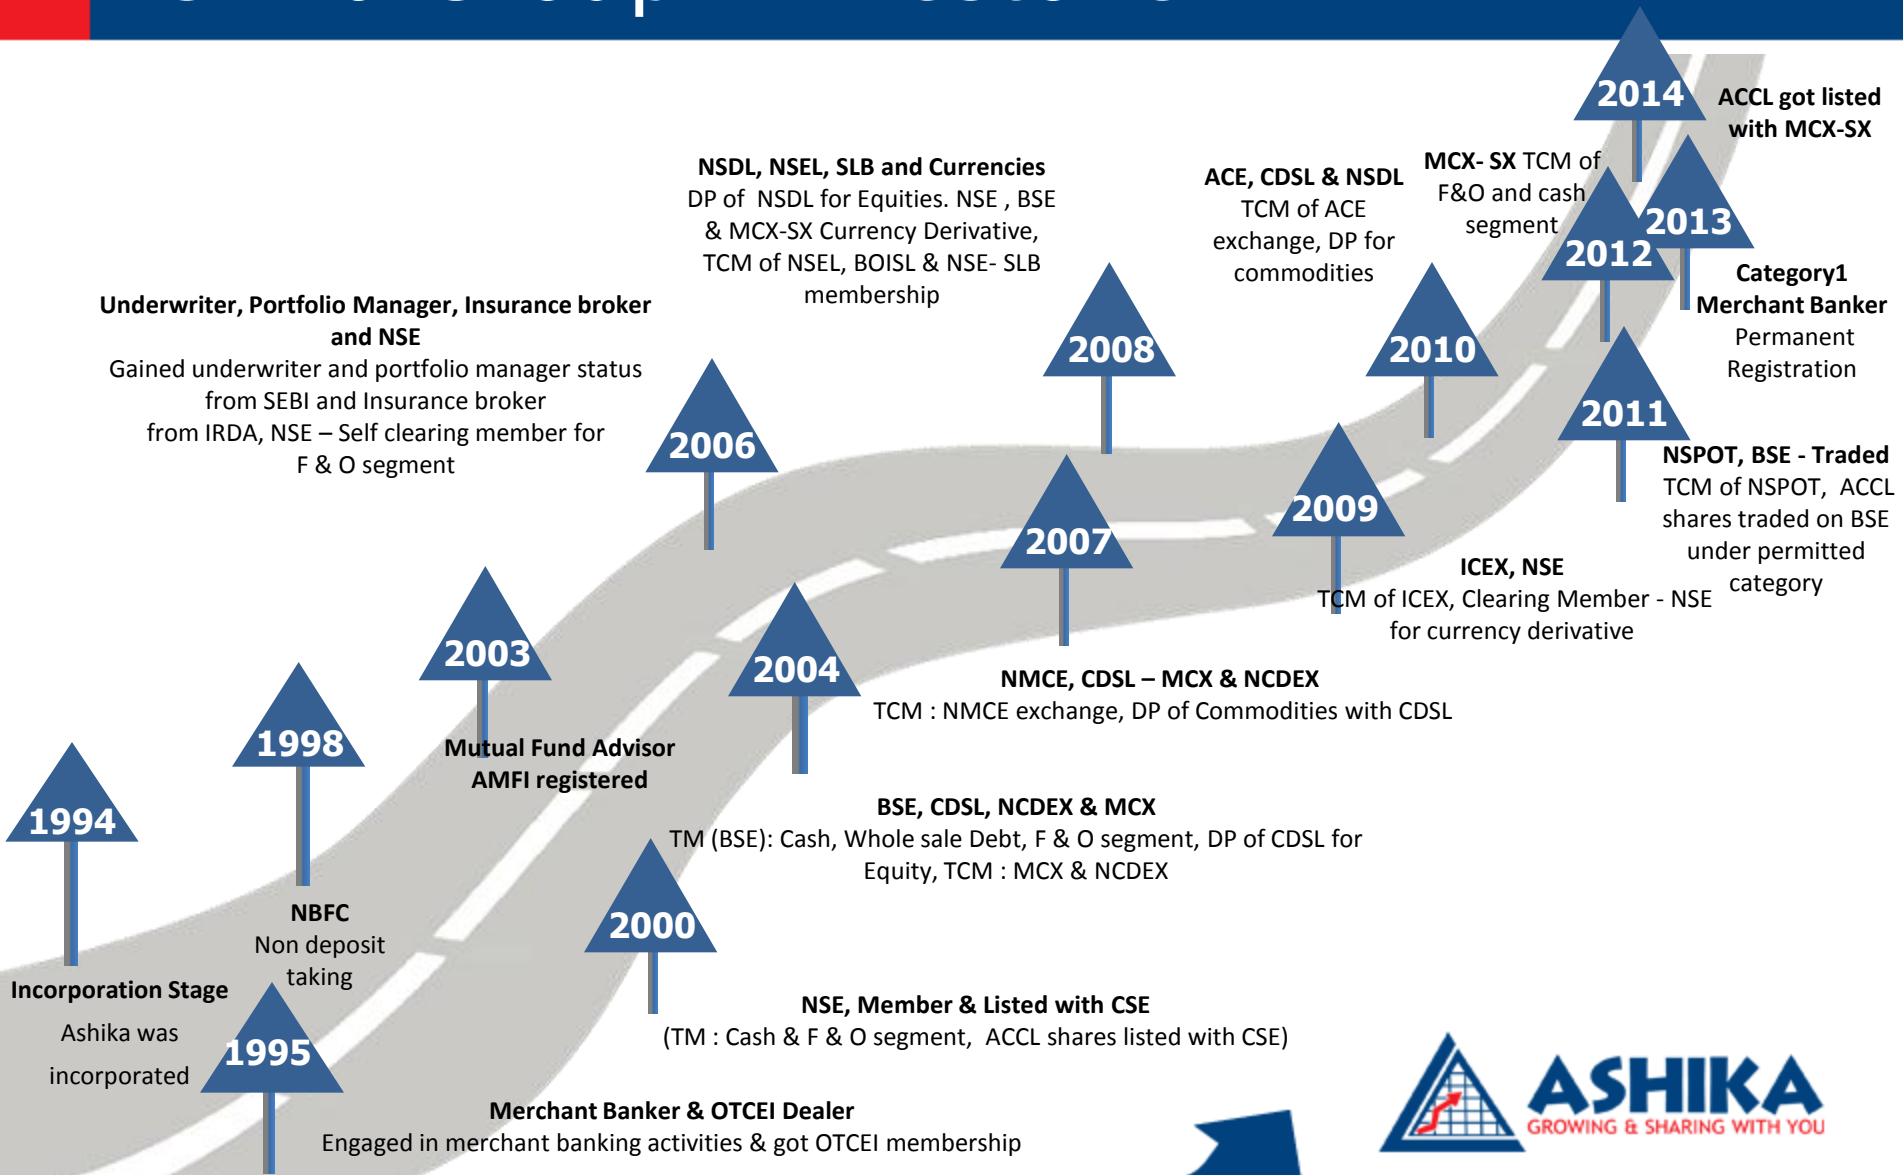 2014
ACCL got listed
with MCX-SX
2013
Category1
Merchant Banker
Permanent
Registration
MCX- SX TCM of
F&O and cash
segment
2012
2011
NSPOT, BSE - Traded
TCM of NSPOT, ACCL
shares traded on BSE
under permitted
category
ACE, CDSL & NSDL
TCM of ACE
exchange, DP for
commodities
2010
2009
ICEX, NSE
TCM of ICEX, Clearing Member - NSE
for currency derivative
NSDL, NSEL, SLB and Currencies
DP of NSDL for Equities. NSE , BSE
& MCX-SX Currency Derivative,
TCM of NSEL, BOISL & NSE- SLB
membership
2008
2007
NMCE, CDSL – MCX & NCDEX
TCM : NMCE exchange, DP of Commodities with CDSL
Underwriter, Portfolio Manager, Insurance broker
and NSE
Gained underwriter and portfolio manager status
from SEBI and Insurance broker
from IRDA, NSE – Self clearing member for
F & O segment
2006
2004
BSE, CDSL, NCDEX & MCX
TM (BSE): Cash, Whole sale Debt, F & O segment, DP of CDSL for
Equity, TCM : MCX & NCDEX
2003
Mutual Fund Advisor
AMFI registered
2000
NSE, Member & Listed with CSE
(TM : Cash & F & O segment, ACCL shares listed with CSE)
1998
NBFC
Non deposit
taking
1995
Merchant Banker & OTCEI Dealer
Engaged in merchant banking activities & got OTCEI membership
1994
Incorporation Stage
Ashika was
incorporated
ASHIKA
GROWING & SHARING WITH YOU